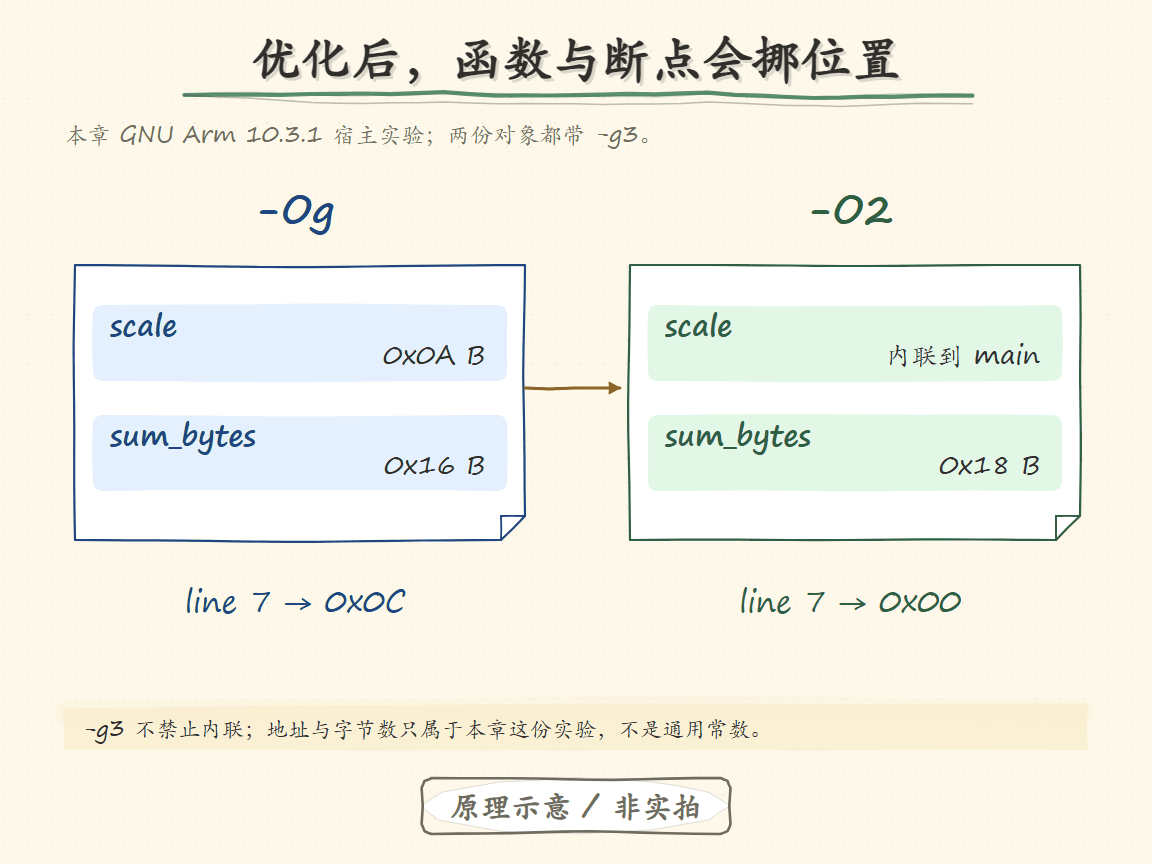 优化后，函数与断点会挪位置
本章 GNU Arm 10.3.1 宿主实验；两份对象都带 -g3。
-Og
-O2
scale
0x0A B
sum_bytes
0x16 B
scale
内联到 main
sum_bytes
0x18 B
line 7 → 0x0C
line 7 → 0x00
-g3 不禁止内联；地址与字节数只属于本章这份实验，不是通用常数。
原理示意 / 非实拍